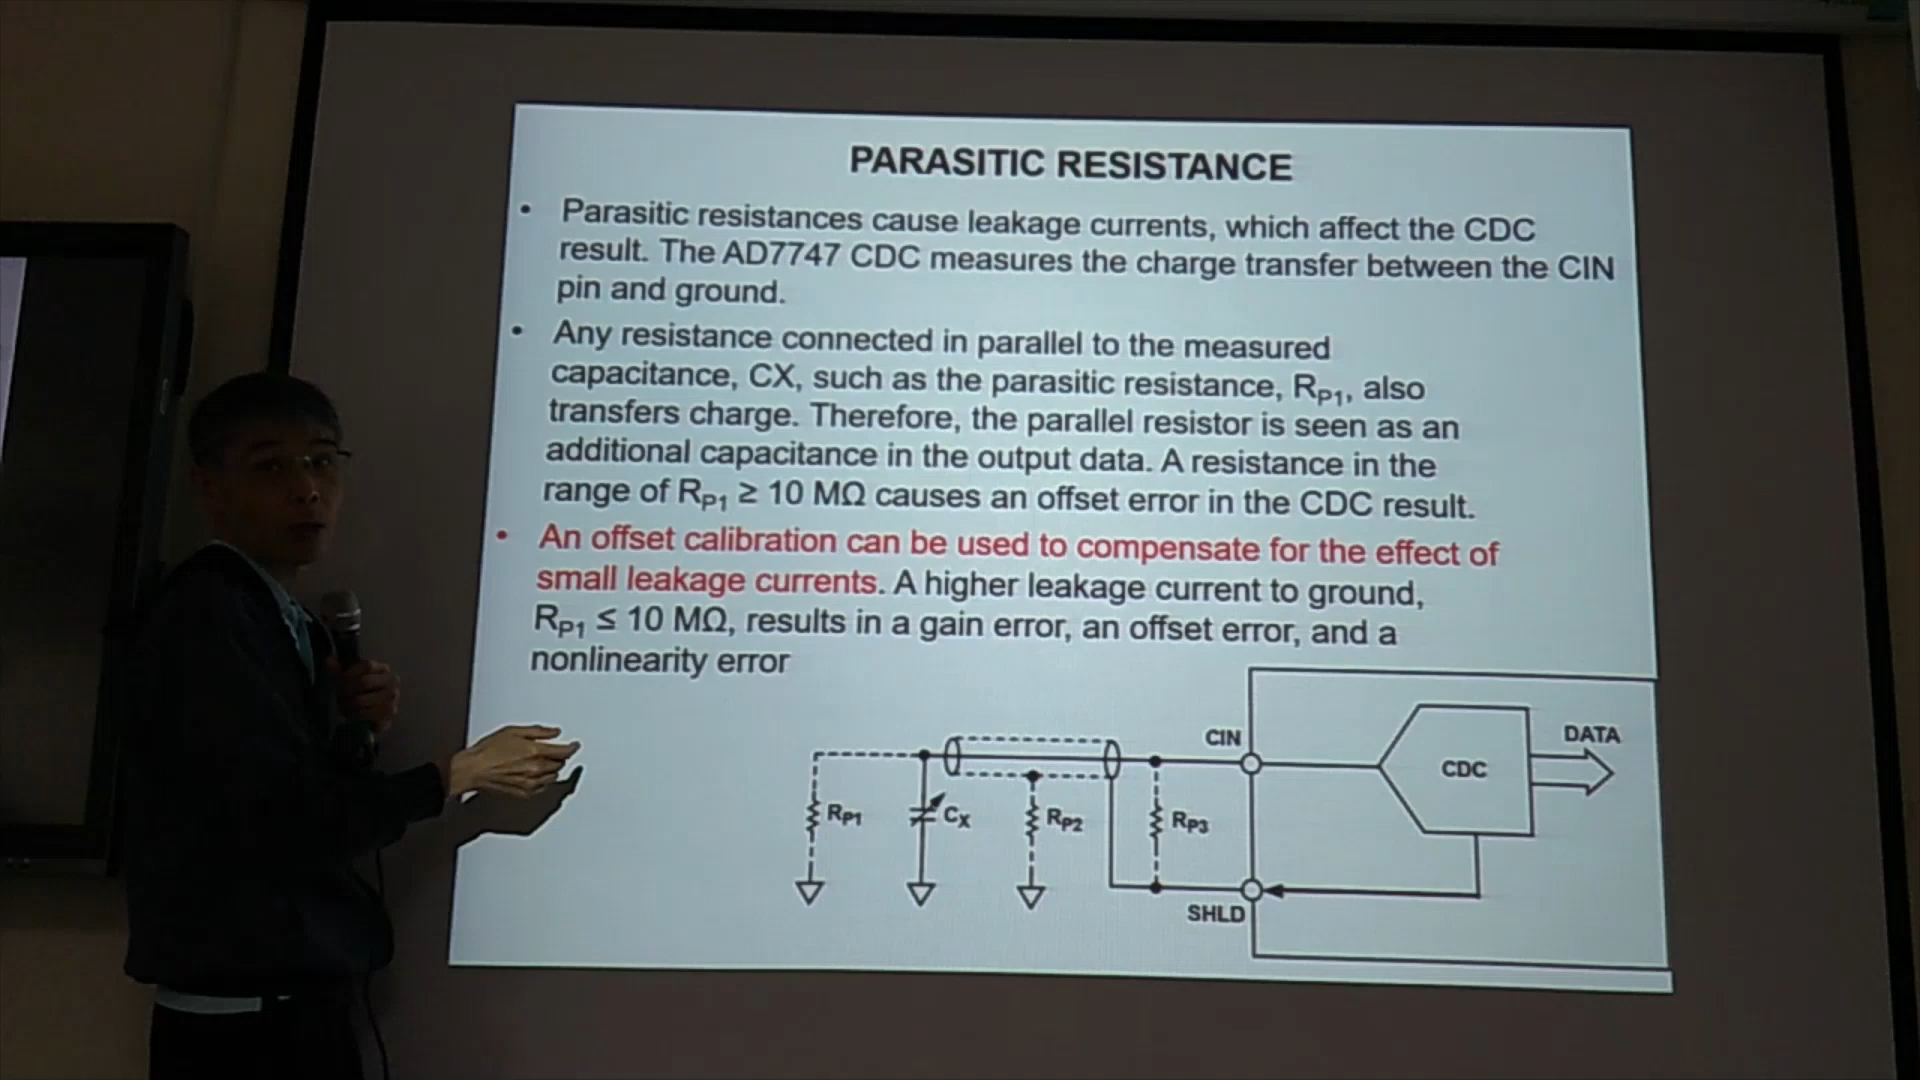 PARASITIC RESISTANCE
• Parasitic resistances cause leakage currents, which affect the CDC
result. The AD7747 CDC measures the charge transfer between the CIN
pin and ground.
• Any resistance connected in parallel to the measured
capacitance, CX, such as the parasitic resistance, RP1, also
transfers charge. Therefore, the parallel resistor is seen as an
additional capacitance in the output data. A resistance in the
range of RP1 ≥ 10 MΩ causes an offset error in the CDC result.
• An offset calibration can be used to compensate for the effect of
small leakage currents. A higher leakage current to ground,
RP1 ≤ 10 MΩ, results in a gain error, an offset error, and a
nonlinearity error
CIN
DATA
CDC
RP1
CX
RP2
RP3
SHLD